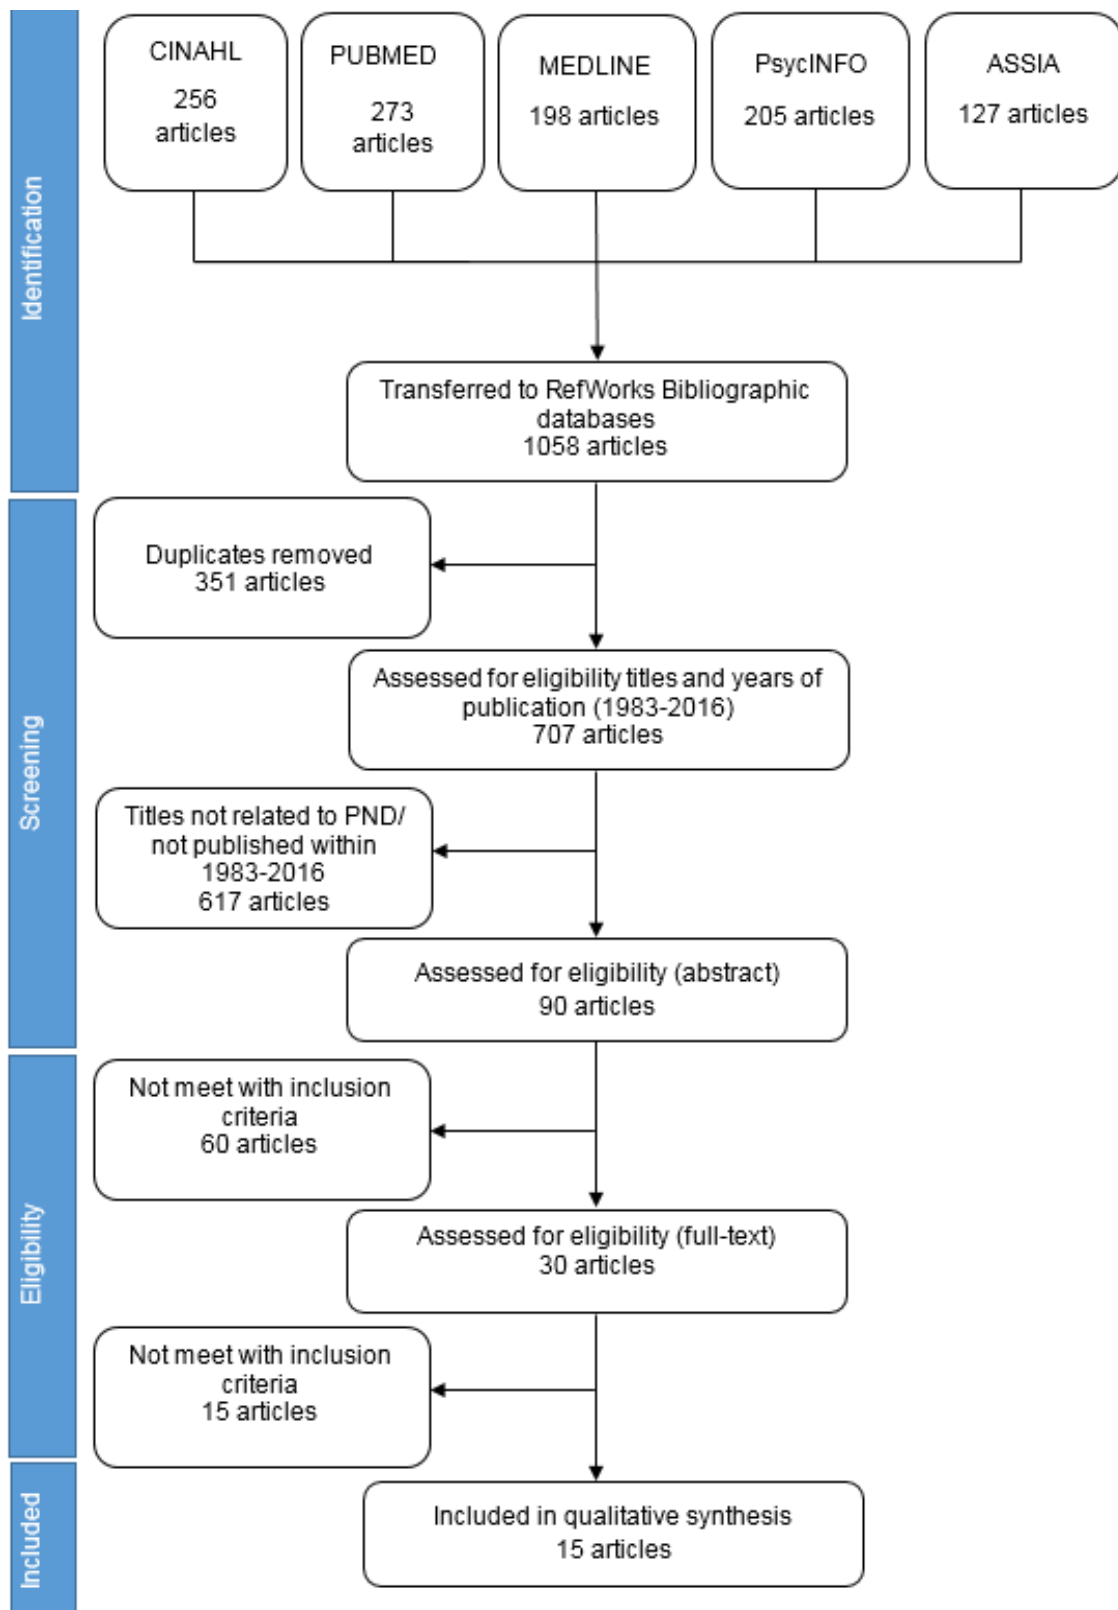 Identification
CINAHL
256
articles
PUBMED
273
articles
MEDLINE
198 articles
PsycINFO
205 articles
ASSIA
127 articles
Transferred to RefWorks Bibliographic
databases
1058 articles
Screening
Duplicates removed
351 articles
Assessed for eligibility titles and years of
publication (1983-2016)
707 articles
Titles not related to PND/
not published within
1983-2016
617 articles
Assessed for eligibility (abstract)
90 articles
Eligibility
Not meet with inclusion
criteria
60 articles
Assessed for eligibility (full-text)
30 articles
Not meet with inclusion
criteria
15 articles
Included
Included in qualitative synthesis
15 articles